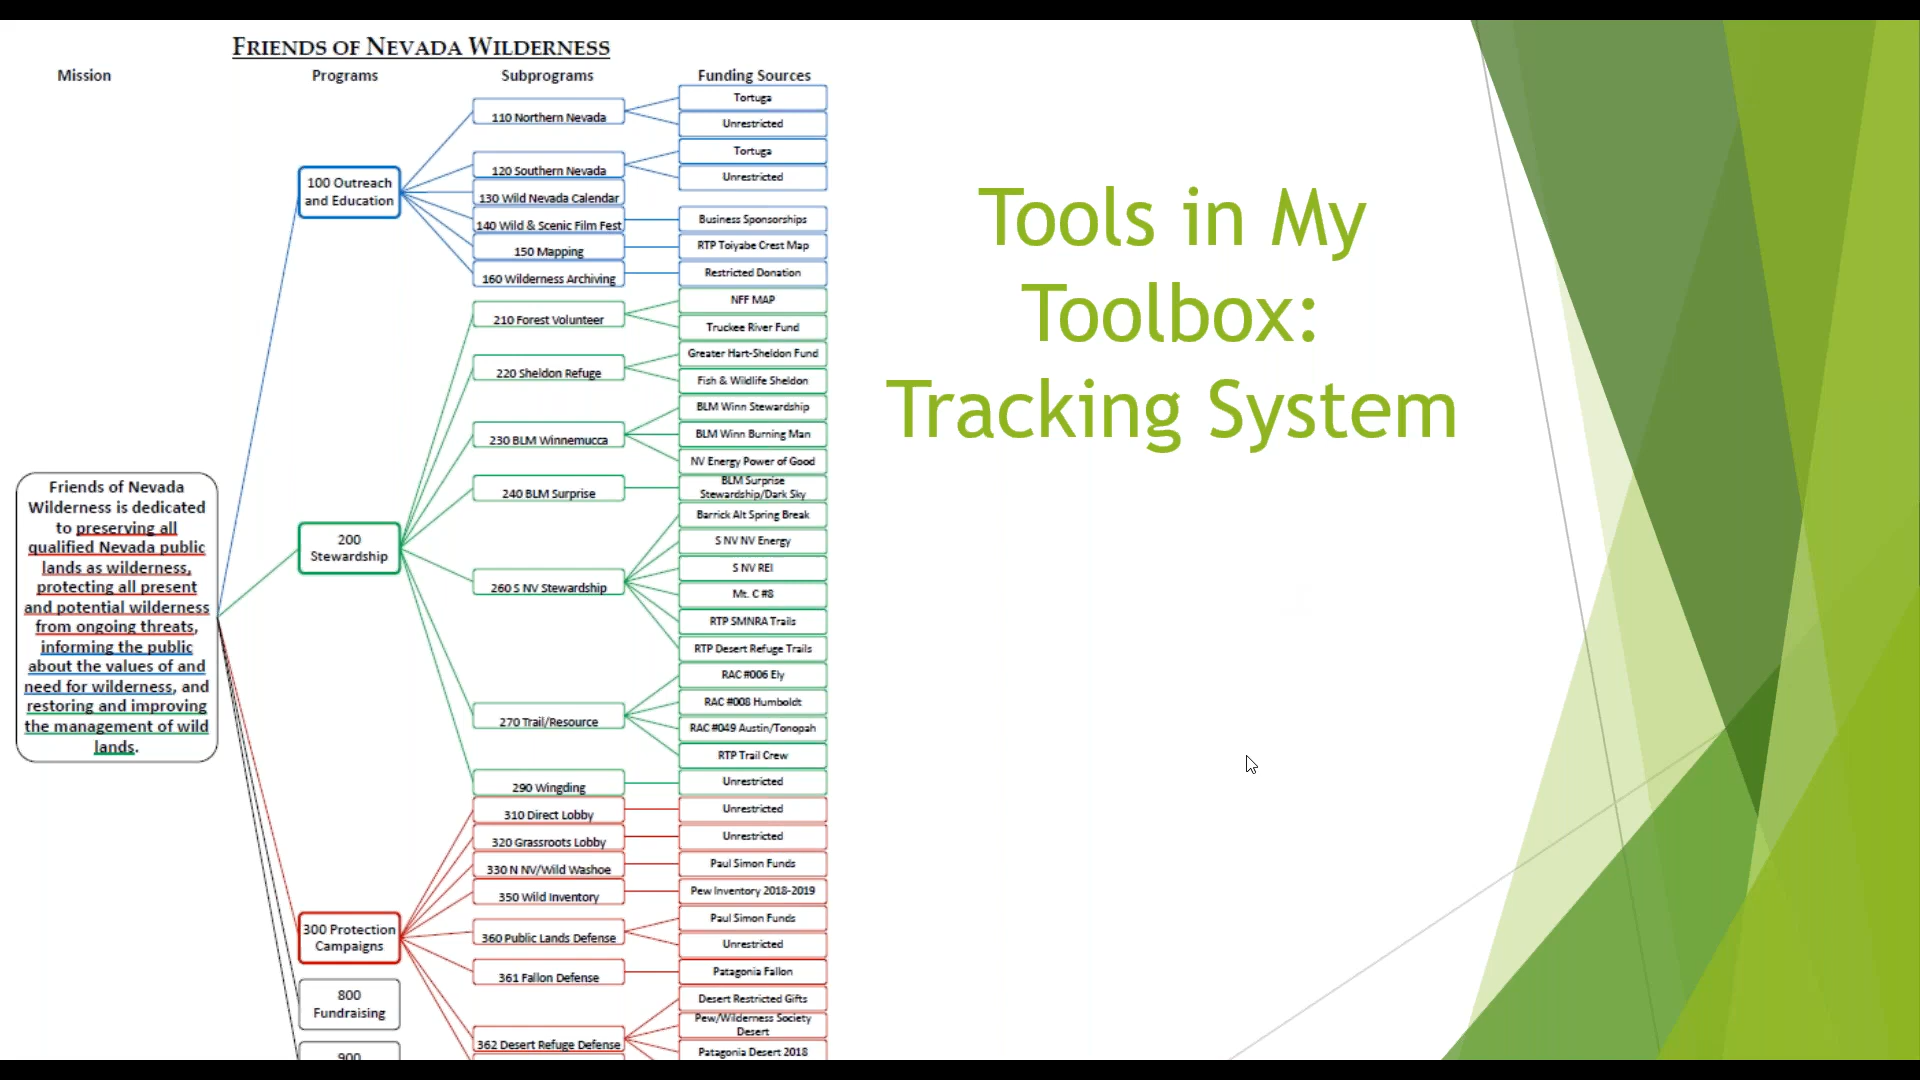 FRIENDS OF NEVADA WILDERNESS
Mission
Programs
Subprograms
Funding Sources
Friends of Nevada
Wilderness is dedicated
to preserving all
qualified Nevada public
lands as wilderness,
protecting all present
and potential wilderness
from ongoing threats,
informing the public
about the values of and
need for wilderness, and
restoring and improving
the management of wild
lands.
100 Outreach
and Education
110 Northern Nevada
Tortuga
Unrestricted
120 Southern Nevada
Tortuga
Unrestricted
130 Wild Nevada Calendar
140 Wild & Scenic Film Fest
Business Sponsorships
150 Mapping
RTP Toiyabe Crest Map
160 Wilderness Archiving
Restricted Donation
200
Stewardship
210 Forest Volunteer
NFF MAP
Truckee River Fund
220 Sheldon Refuge
Greater Hart-Sheldon Fund
Fish & Wildlife Sheldon
230 BLM Winnemucca
BLM Winn Stewardship
BLM Winn Burning Man
NV Energy Power of Good
240 BLM Surprise
BLM Surprise
Stewardship/Dark Sky
260 S NV Stewardship
Barrick Alt Spring Break
S NV NV Energy
S NV REI
Mt. C #8
RTP SMNRA Trails
RTP Desert Refuge Trails
270 Trail/Resource
RAC #006 Ely
RAC #008 Humboldt
RAC #049 Austin/Tonopah
RTP Trail Crew
290 Wingding
Unrestricted
300 Protection
Campaigns
310 Direct Lobby
Unrestricted
320 Grassroots Lobby
Unrestricted
330 N NV/Wild Washoe
Paul Simon Funds
350 Wild Inventory
Pew Inventory 2018-2019
360 Public Lands Defense
Paul Simon Funds
Unrestricted
361 Fallon Defense
Patagonia Fallon
362 Desert Refuge Defense
Desert Restricted Gifts
Pew/Wilderness Society
Desert
Patagonia Desert 2018
800
Fundraising
900
Tools in My
Toolbox:
Tracking System